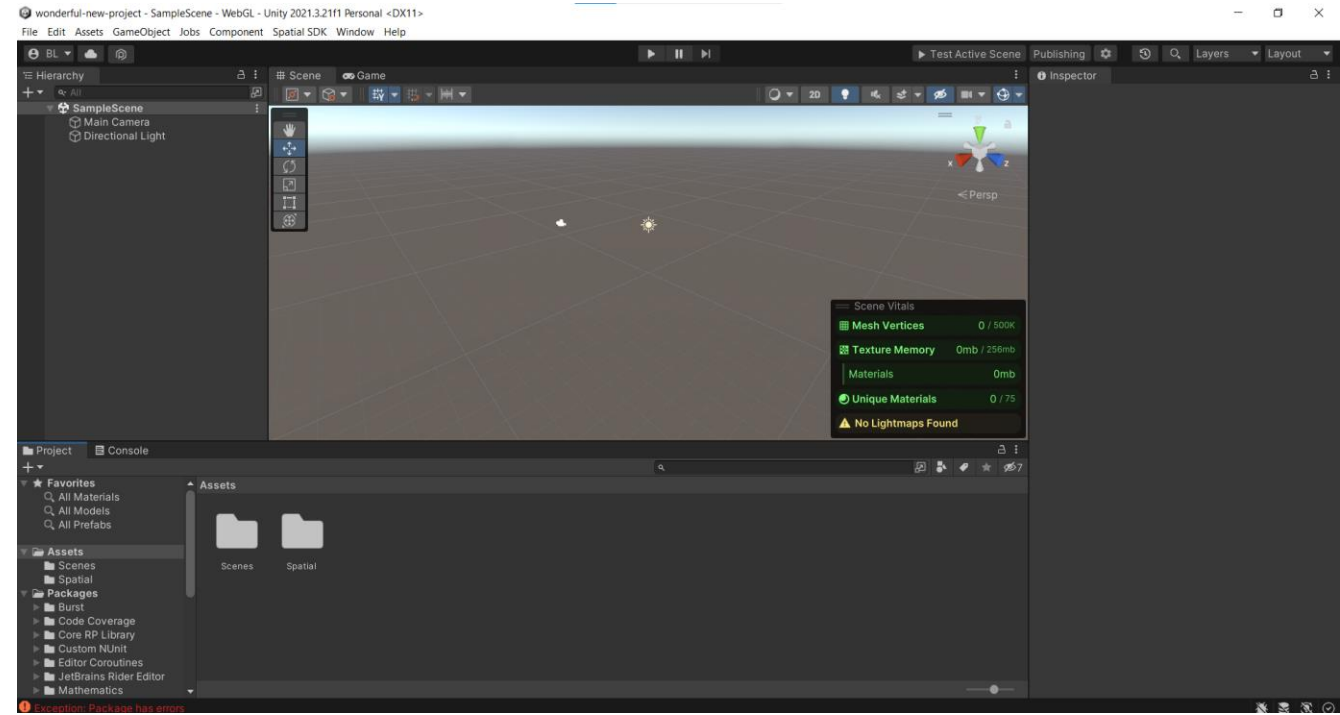 wonderful-new-project - SampleScene - WebGL - Unity 2021.3.21f1 Personal <DX11>
File Edit Assets GameObject Jobs Component Spatial SDK Window Help
BL Test Active Scene Publishing Layers Layout
Hierarchy Scene Game Inspector
All 2D
SampleScene
Main Camera
Directional Light
x z
Persp
Scene Vitals
Mesh Vertices 0 / 500K
Texture Memory 0mb / 256mb
Materials 0mb
Unique Materials 0 / 75
No Lightmaps Found
Project Console
7
Favorites
All Materials
All Models
All Prefabs
Assets
Scenes
Spatial
Packages
Burst
Code Coverage
Core RP Library
Custom NUnit
Editor Coroutines
JetBrains Rider Editor
Mathematics
Assets
Scenes Spatial
Exception: Package has errors